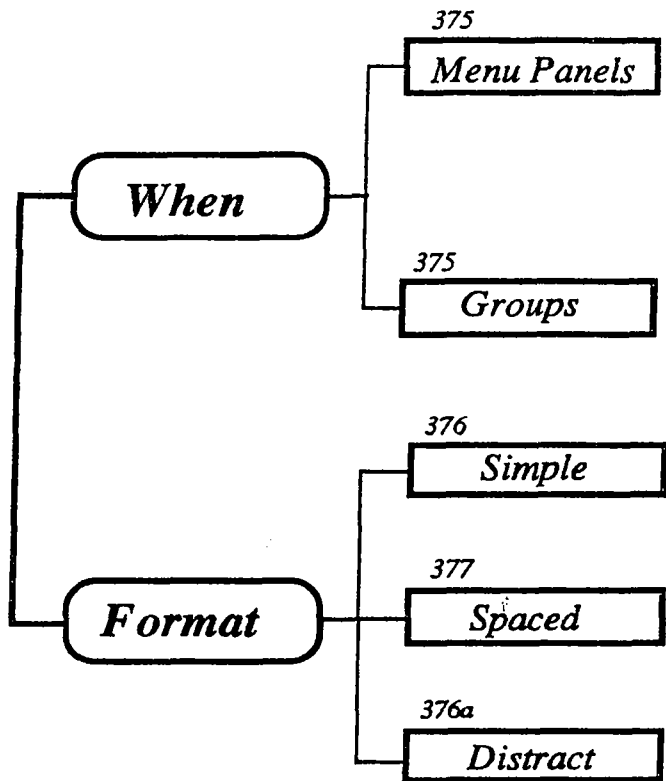 375
Menu Panels
When
375
Groups
376
Simple
377
Spaced
Format
376a
Distract